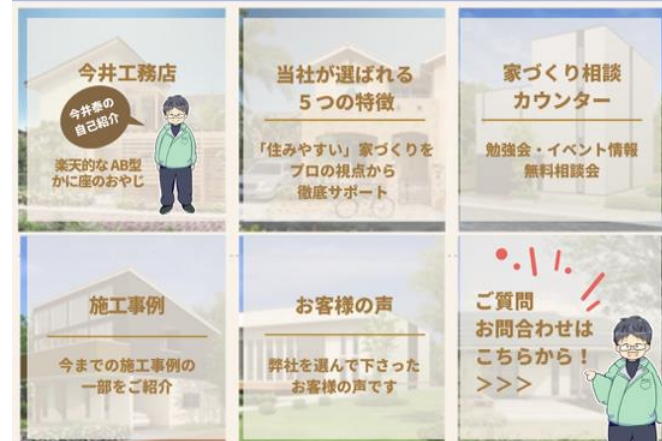 今井工務店
今井泰の
自己紹介
楽天的なAB型
かに座のおやじ
当社が選ばれる
５つの特徴
「住みやすい」家づくりを
プロの視点から
徹底サポート
家づくり相談
カウンター
勉強会・イベント情報
無料相談会
施工事例
今までの施工事例の
一部をご紹介
お客様の声
弊社を選んで下さった
お客様の声です
ご質問
お問合わせは
こちらから！
＞＞＞